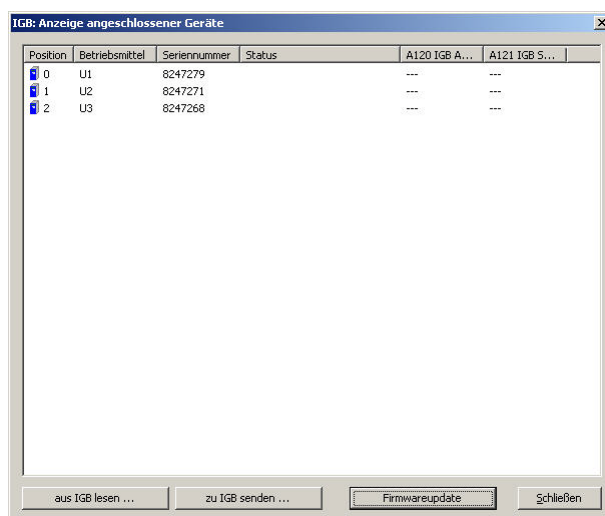 IGB: Anzeige angeschlossener Geräte
Position Betriebsmittel Seriennummer Status A120 IGB A... A121 IGB S...
0 U1 8247279 --- ---
1 U2 8247271 --- ---
2 U3 8247268 --- ---
aus IGB lesen ... zu IGB senden ... Firmwareupdate Schließen